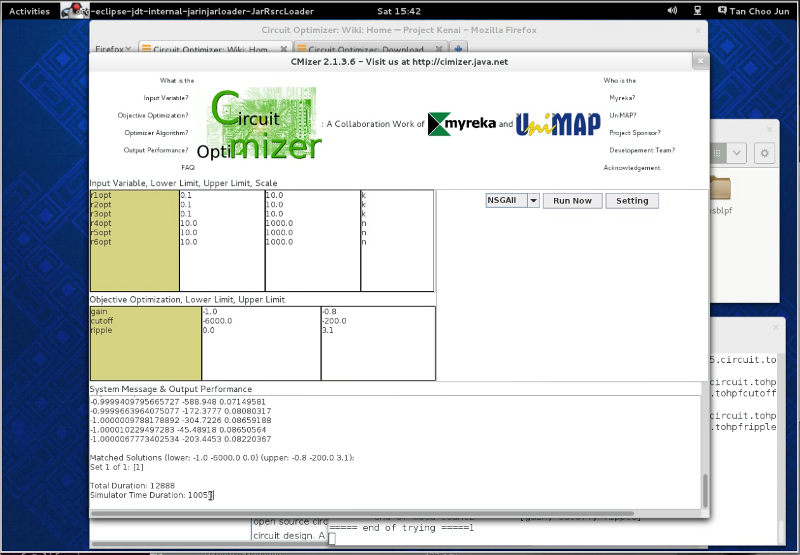 Activities
org-eclipse-jdt-internal-jarinjarloader-JarRsrcLoader
Sat 15:42
Tan Choo Jun
Circuit Optimizer: Wiki: Home — Project Kenai - Mozilla Firefox
Firefox
Circuit Optimizer: Wiki: Hom...
Circuit Optimizer: Download...
CMizer 2.1.3.6 - Visit us at http://cimizer.java.net
What is the
Input Variable?
Objective Optimization?
Optimizer Algorithm?
Output Performance?
FAQ
Circuit
Optimizer
: A Collaboration Work of
myreka
and
UniMAP
Who is the
Myreka?
UniMAP?
Project Sponsor?
Developement Team?
Acknowledgement
Input Variable, Lower Limit, Upper Limit, Scale
r1opt 0.1 10.0 k
r2opt 0.1 10.0 k
r3opt 0.1 10.0 k
r4opt 10.0 1000.0 n
r5opt 10.0 1000.0 n
r6opt 10.0 1000.0 n
NSGAII
Run Now
Setting
Objective Optimization, Lower Limit, Upper Limit
gain -1.0 -0.8
cutoff -6000.0 -200.0
ripple 0.0 3.1
System Message & Output Performance
-0.9999409795665727 -588.948 0.07149581
-0.9999663964075077 -172.3777 0.08080317
-1.0000009788178892 -304.7226 0.08659188
-1.000010229497283 -45.48918 0.08650564
-1.0000067773402534 -203.4453 0.08220367
Matched Solutions (lower: -1.0 -6000.0 0.0) (upper: -0.8 -200.0 3.1):
Set 1 of 1: [1]
Total Duration: 12888
Simulator Time Duration: 10055
sblpf
5.circuit.to
circuit.tohp
tohpfcutoff
circuit.tohp
tohpfripple
open source circ
===== end of trying =====1
circuit design. A